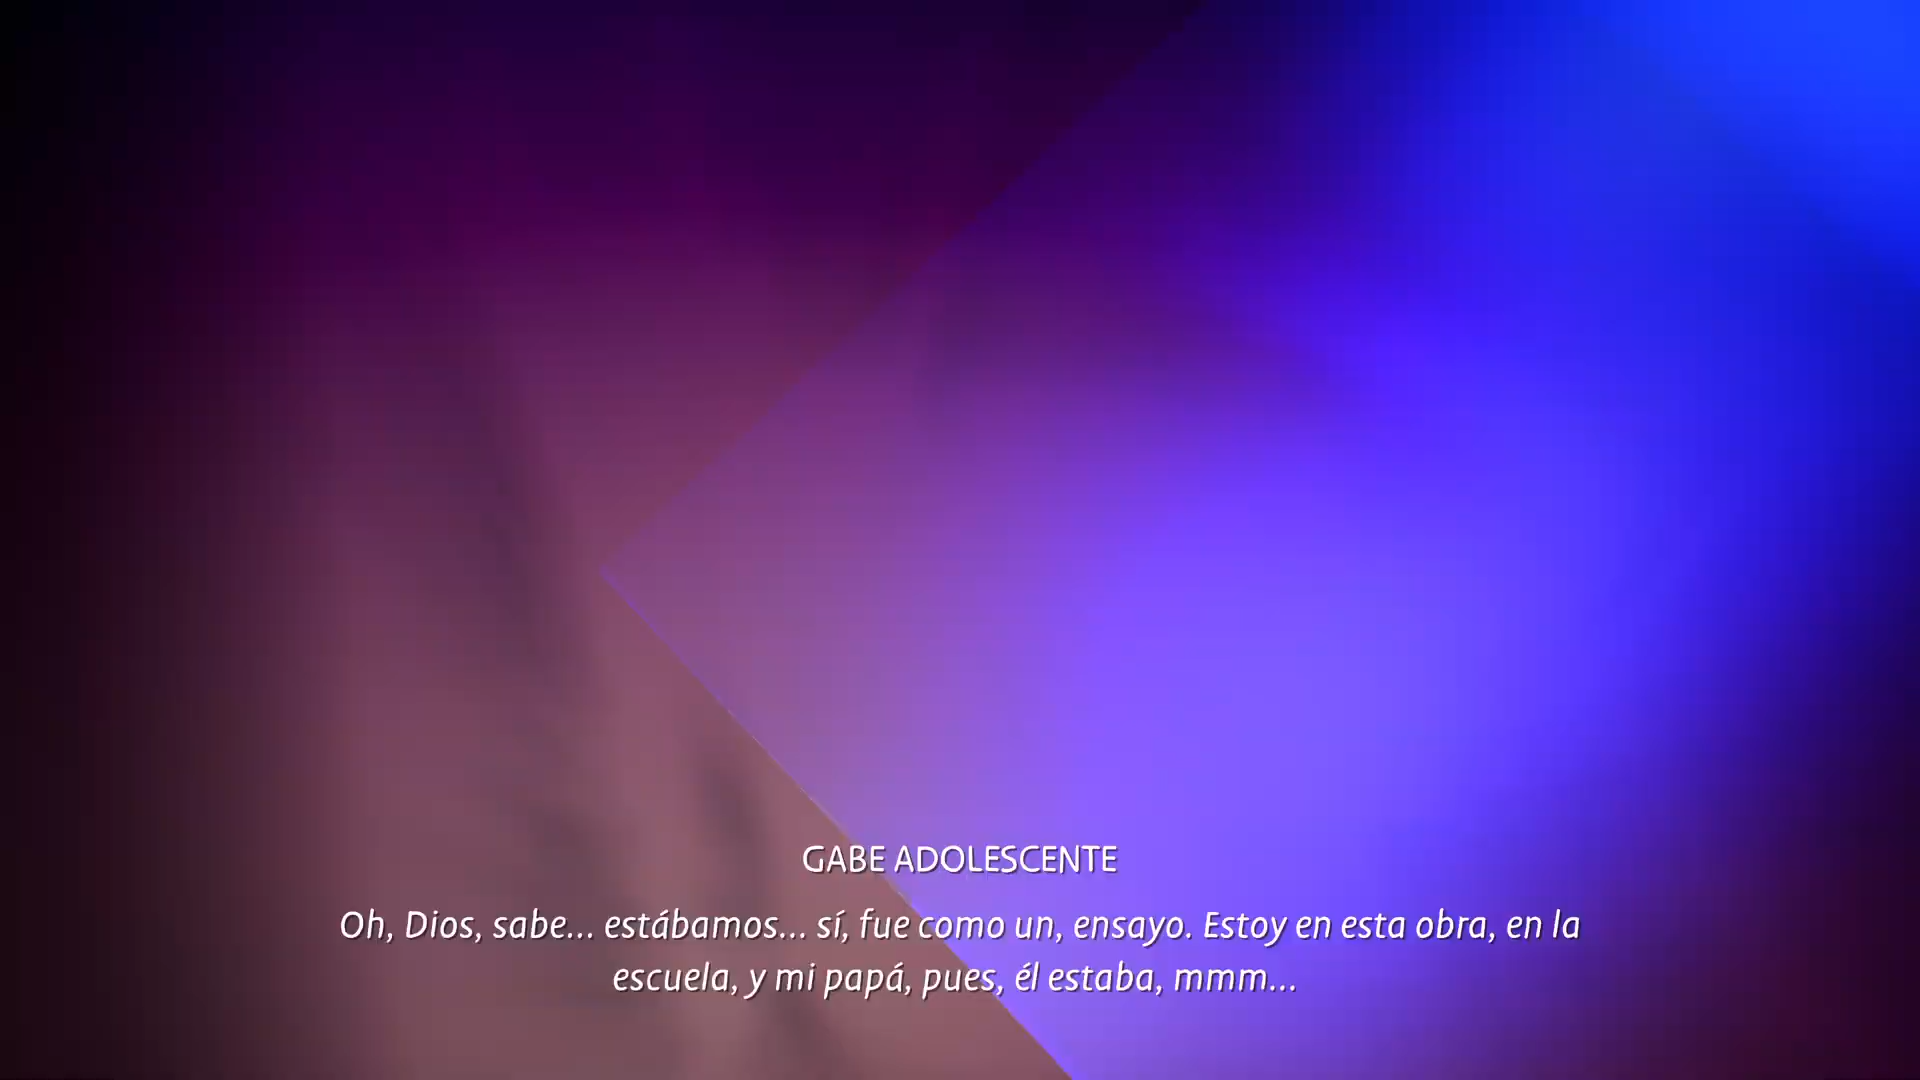 GABE ADOLESCENTE
Oh, Dios, sabe... estábamos... sí, fue como un, ensayo. Estoy en esta obra, en la
escuela, y mi papá, pues, él estaba, mmm...